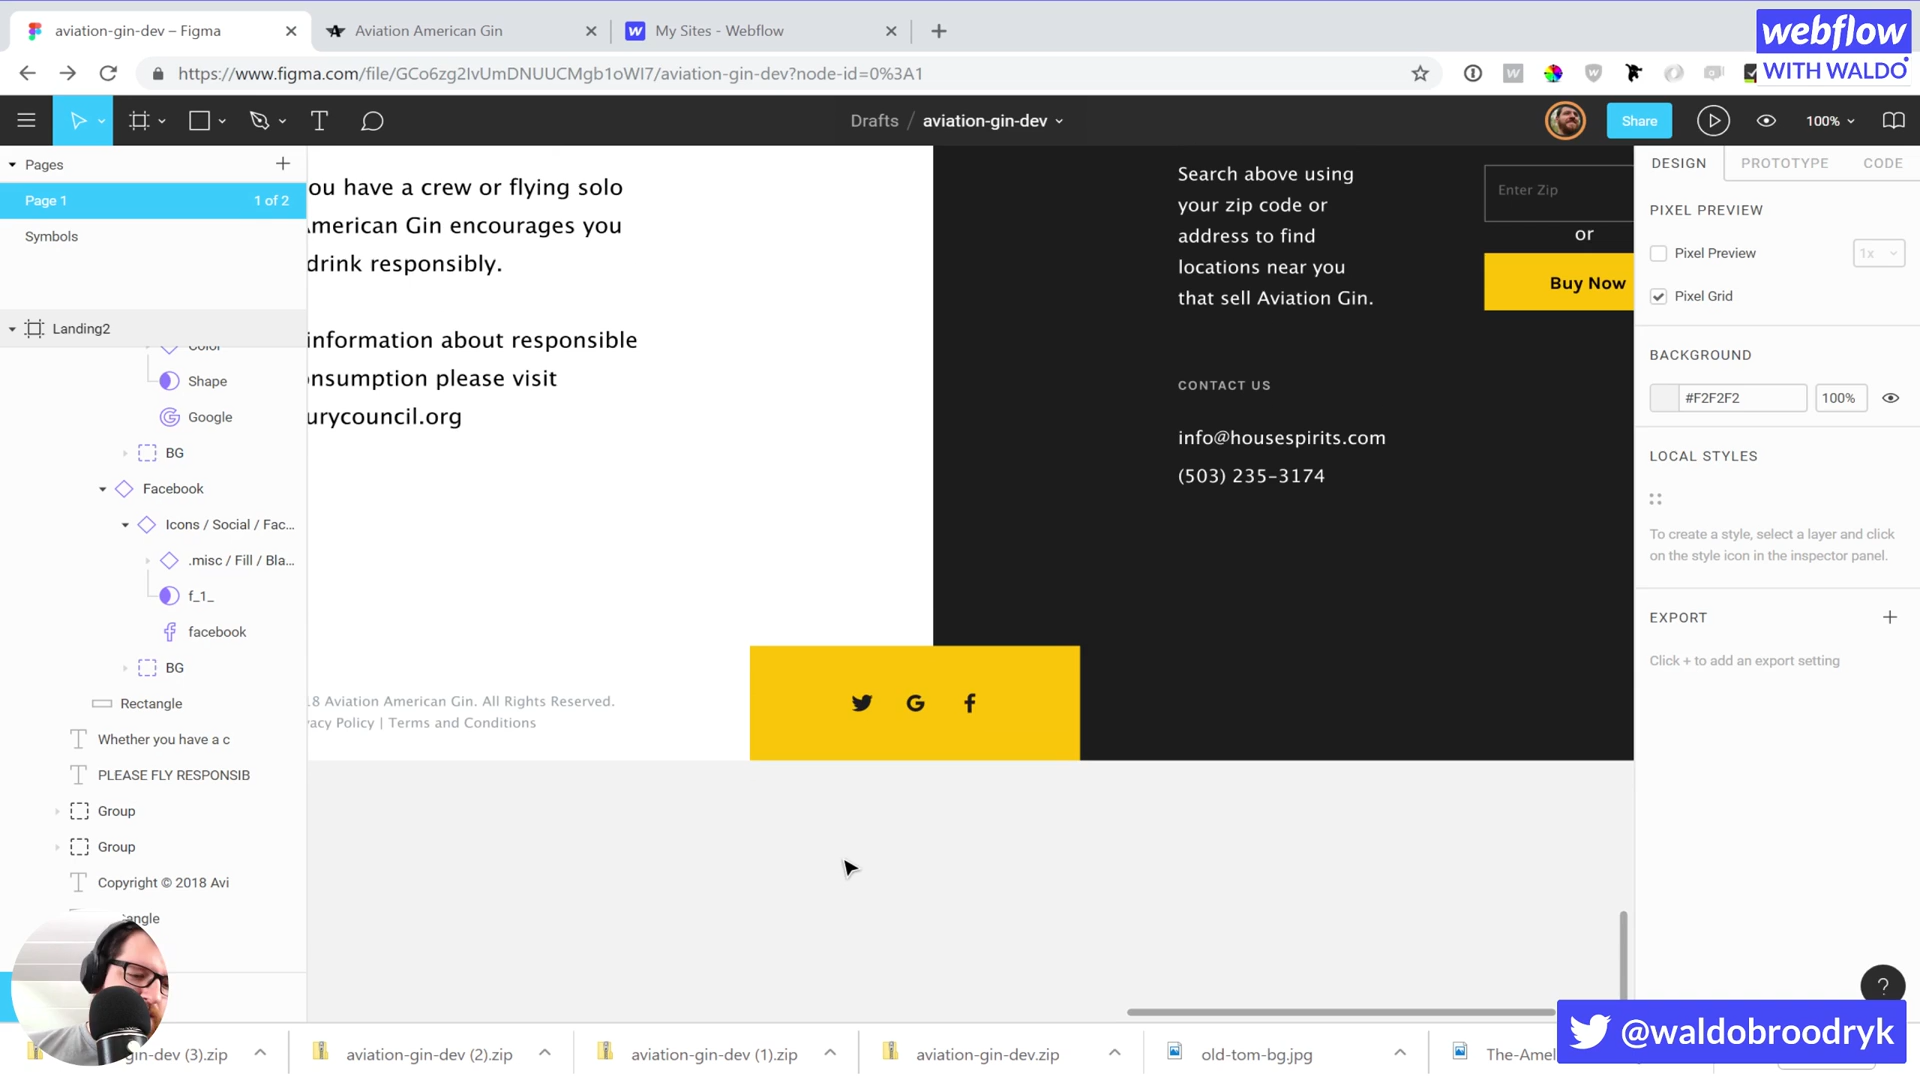 aviation-gin-dev – Figma
Aviation American Gin
My Sites - Webflow
webflow
WITH WALDO
https://www.figma.com/file/GCo6zg2IvUmDNUUCMgb1oWI7/aviation-gin-dev?node-id=0%3A1
Drafts / aviation-gin-dev
Share
100%
Pages
Page 1
1 of 2
Symbols
Landing2
Color
Shape
Google
BG
Facebook
Icons / Social / Fac...
.misc / Fill / Bla...
f_1_
facebook
BG
Rectangle
Whether you have a c
PLEASE FLY RESPONSIB
Group
Group
Copyright © 2018 Avi
angle
ou have a crew or flying solo
American Gin encourages you
drink responsibly.
information about responsible
onsumption please visit
urycouncil.org
18 Aviation American Gin. All Rights Reserved.
vacy Policy | Terms and Conditions
Search above using
your zip code or
address to find
locations near you
that sell Aviation Gin.
Enter Zip
or
Buy Now
CONTACT US
info@housespirits.com
(503) 235-3174
DESIGN
PROTOTYPE
CODE
PIXEL PREVIEW
Pixel Preview
1x
Pixel Grid
BACKGROUND
#F2F2F2
100%
LOCAL STYLES
To create a style, select a layer and click
on the style icon in the inspector panel.
EXPORT
Click + to add an export setting
?
@waldobroodryk
gin-dev (3).zip
aviation-gin-dev (2).zip
aviation-gin-dev (1).zip
aviation-gin-dev.zip
old-tom-bg.jpg
The-Amel